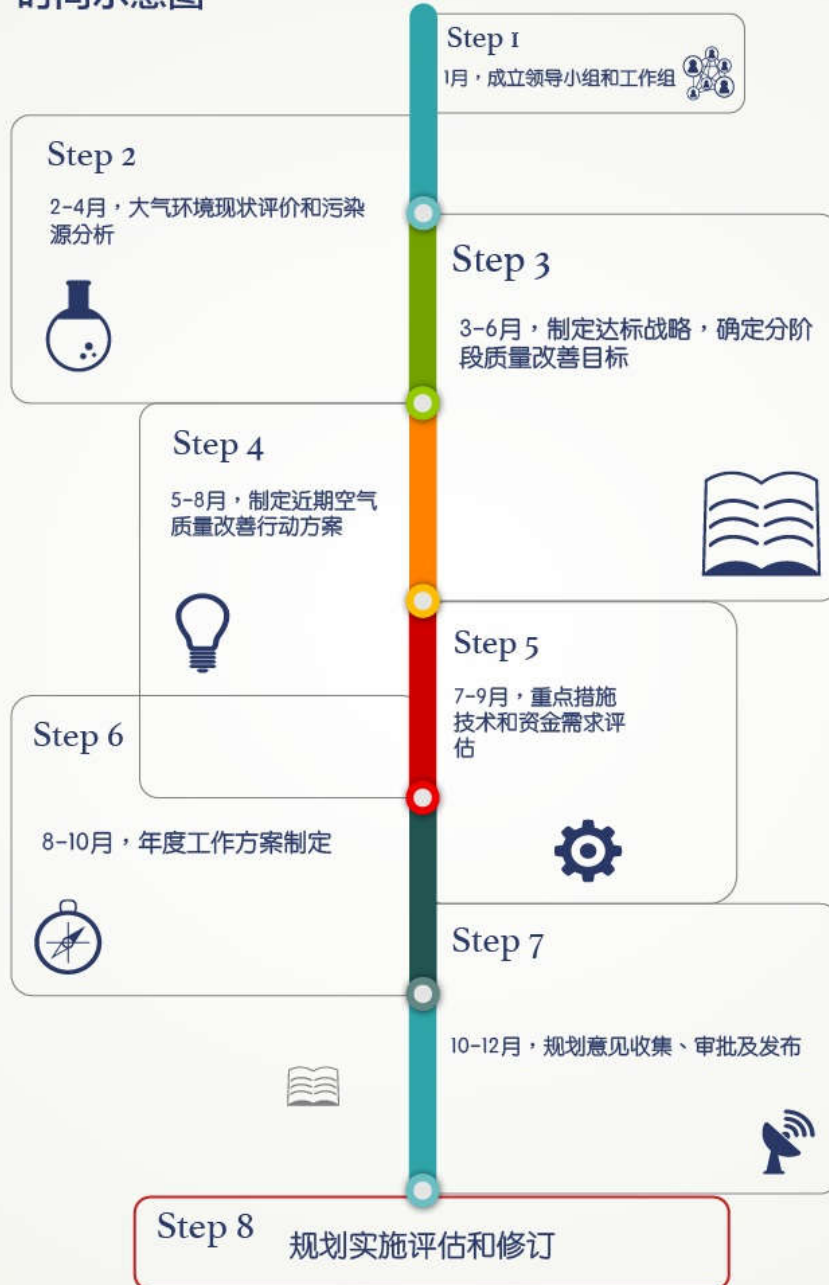 时间示意图
Step 1
1月，成立领导小组和工作组
Step 2
2-4月，大气环境现状评价和污染
源分析
Step 3
3-6月，制定达标战略，确定分阶
段质量改善目标
Step 4
5-8月，制定近期空气
质量改善行动方案
Step 5
7-9月，重点措施
技术和资金需求评
估
Step 6
8-10月，年度工作方案制定
Step 7
10-12月，规划意见收集、审批及发布
Step 8
规划实施评估和修订